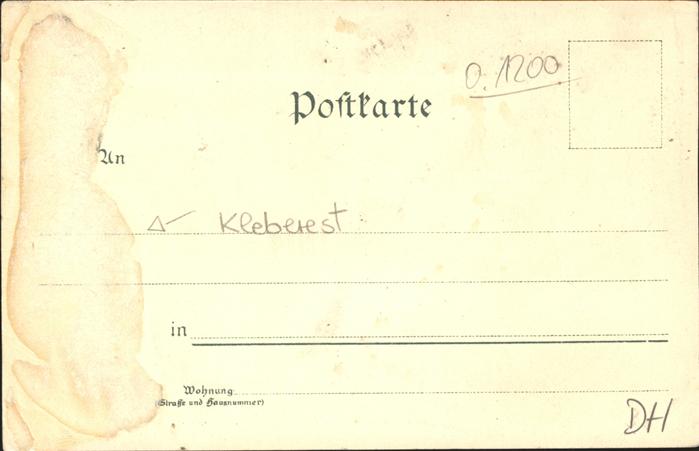 0.1200
Postkarte
An
Kleberest
in
Wohnung
(Straße und Hausnummer)
DH